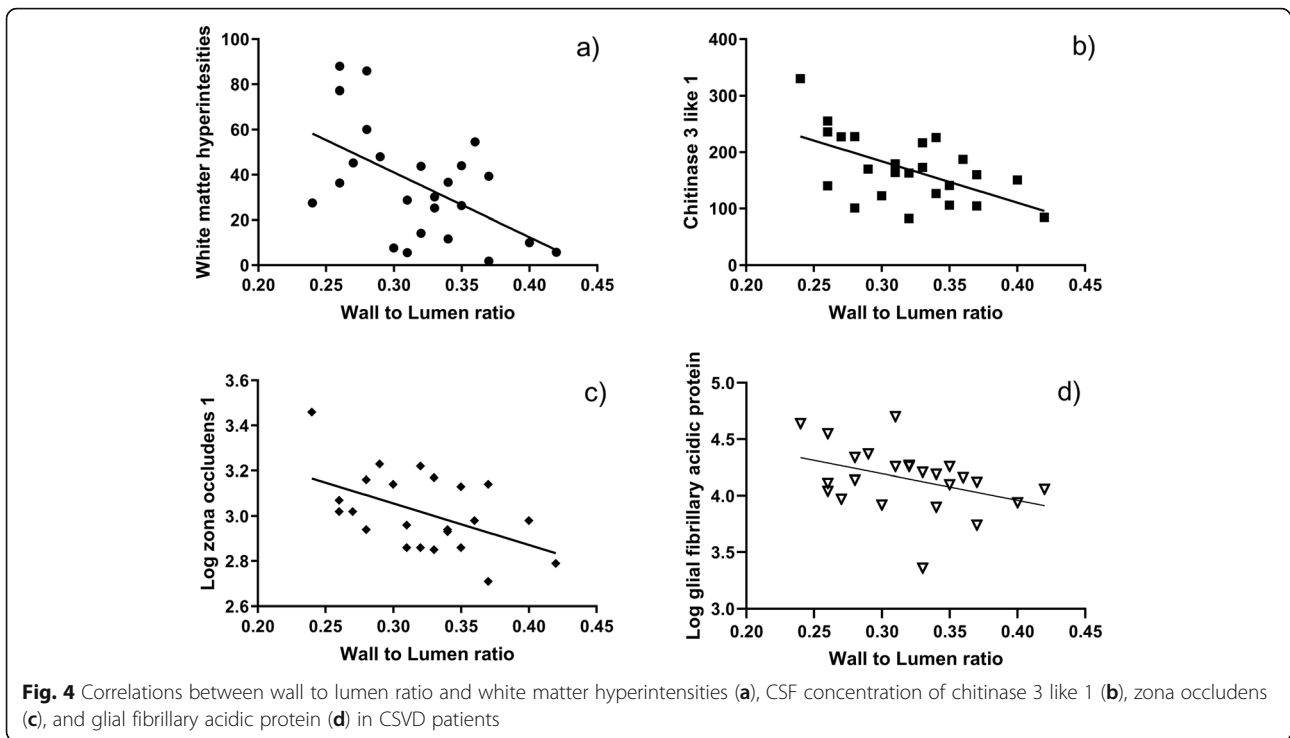 a)
White matter hyperintesities
100
80
60
40
20
0
0.20 0.25 0.30 0.35 0.40 0.45
Wall to Lumen ratio
b)
Chitinase 3 like 1
400
300
200
100
0
0.20 0.25 0.30 0.35 0.40 0.45
Wall to Lumen ratio
c)
Log zona occludens 1
3.6
3.4
3.2
3.0
2.8
2.6
0.20 0.25 0.30 0.35 0.40 0.45
Wall to Lumen ratio
d)
Log glial fibrillary acidic protein
5.0
4.5
4.0
3.5
3.0
0.20 0.25 0.30 0.35 0.40 0.45
Wall to Lumen ratio
Fig. 4 Correlations between wall to lumen ratio and white matter hyperintensities (a), CSF concentration of chitinase 3 like 1 (b), zona occludens
(c), and glial fibrillary acidic protein (d) in CSVD patients